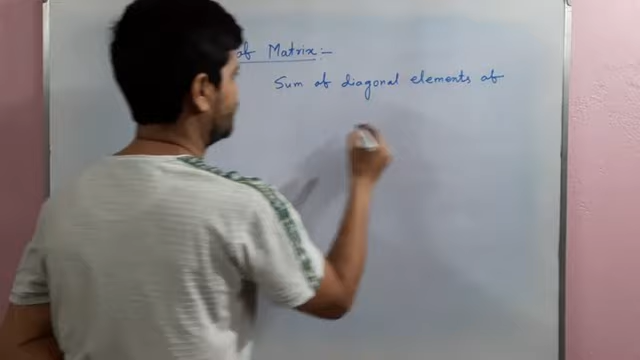 of Matrix:-
Sum of diagonal elements of